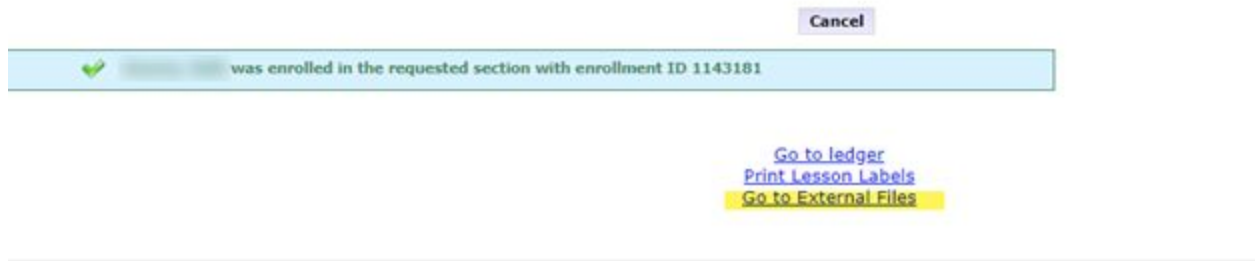 Cancel
was enrolled in the requested section with enrollment ID 1143181
Go to ledger
Print Lesson Labels
Go to External Files